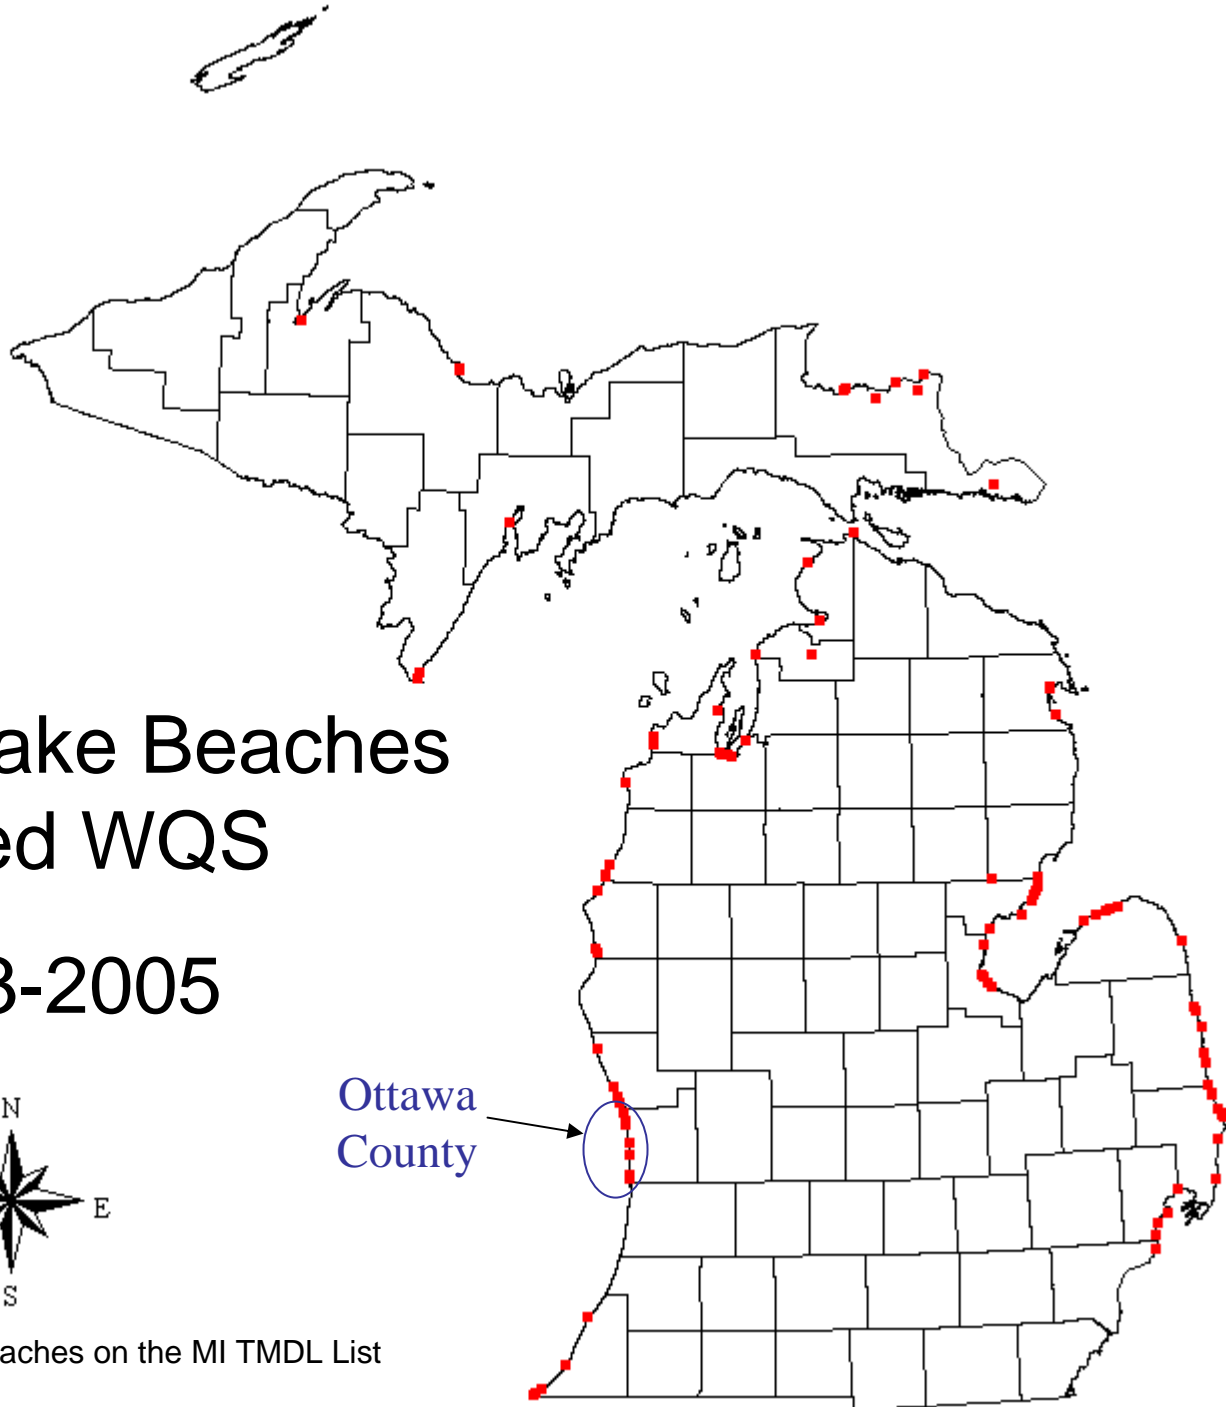 ake Beaches
ed WQS
3-2005
Ottawa
County
N
E
S
aches on the MI TMDL List